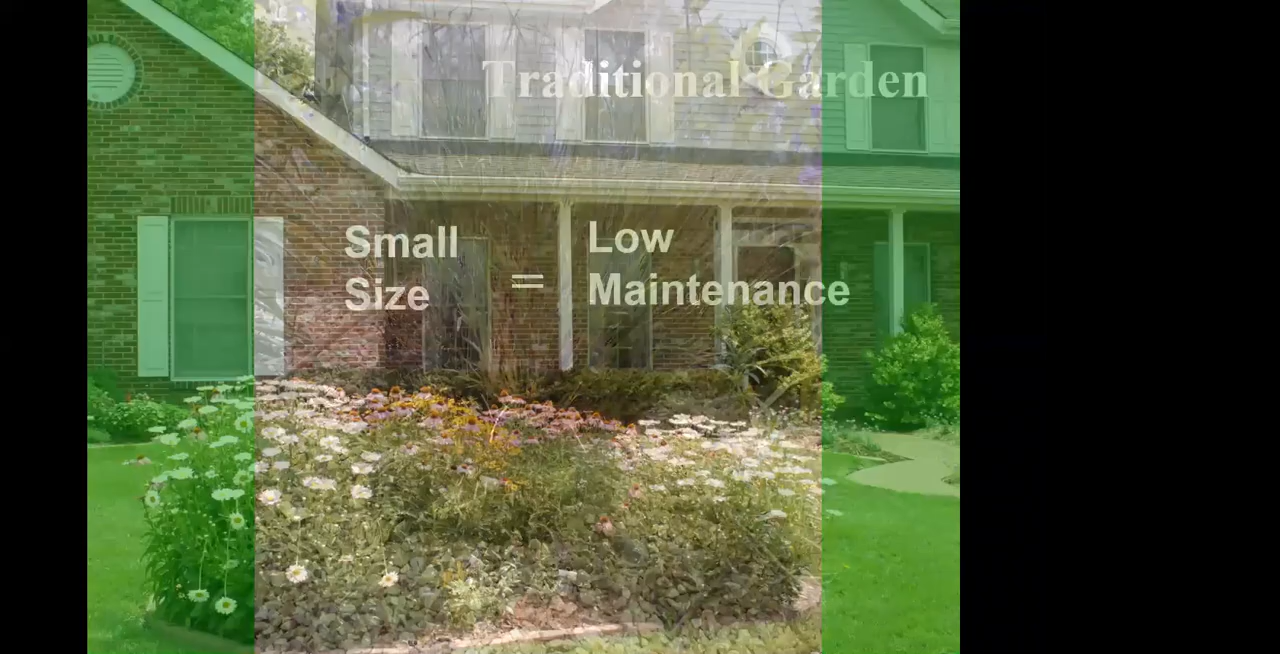 Traditional Garden
Small
Size
=
Low
Maintenance